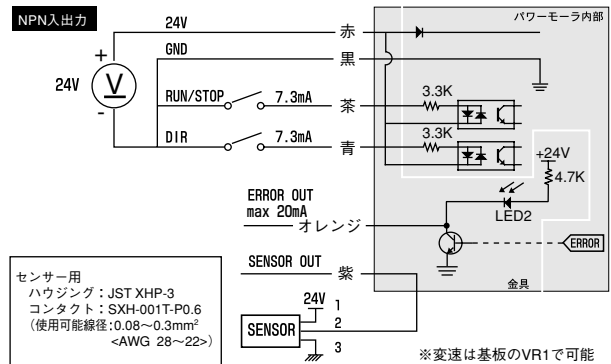 NPN入出力
パワーモーラ内部
24V
赤
GND
黒
+
24V
V
-
RUN/STOP
7.3mA
茶
3.3K
DIR
7.3mA
青
3.3K
+24V
4.7K
ERROR OUT
max 20mA
オレンジ
LED2
ERROR
SENSOR OUT
紫
金具
センサー用
ハウジング：JST XHP-3
コンタクト：SXH-001T-P0.6
（使用可能線径：0.08～0.3mm²
<AWG 28～22>）
24V
1
SENSOR
2
3
※変速は基板のVR1で可能